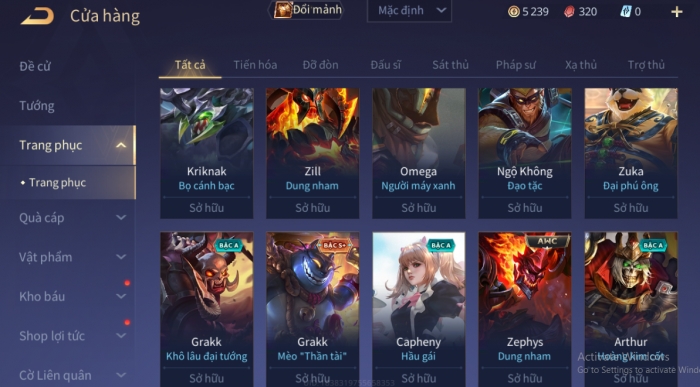 Cửa hàng
Đổi mảnh
Mặc định
5 239
320
0
Đề cử
Tướng
Trang phục
Trang phục
Quà cáp
Vật phẩm
Kho báu
Shop lợi tức
Cờ Liên quân
Tất cả
Tiến hóa
Đỡ đòn
Đấu sĩ
Sát thủ
Pháp sư
Xạ thủ
Trợ thủ
Kriknak
Bọ cánh bạc
Sở hữu
Zill
Dung nham
Sở hữu
Omega
Người máy xanh
Sở hữu
Ngộ Không
Đạo tặc
Sở hữu
Zuka
Đại phú ông
Sở hữu
BẬC A
Grakk
Khô lâu đại tướng
Sở hữu
BẬC S+
Grakk
Mèo "Thần tài"
Sở hữu
BẬC A
Capheny
Hầu gái
Sở hữu
AWC
Zephys
Dung nham
Sở hữu
BẬC A
Arthur
Hoàng kim cốt
Activate Windows
Go to Settings to activate Wind